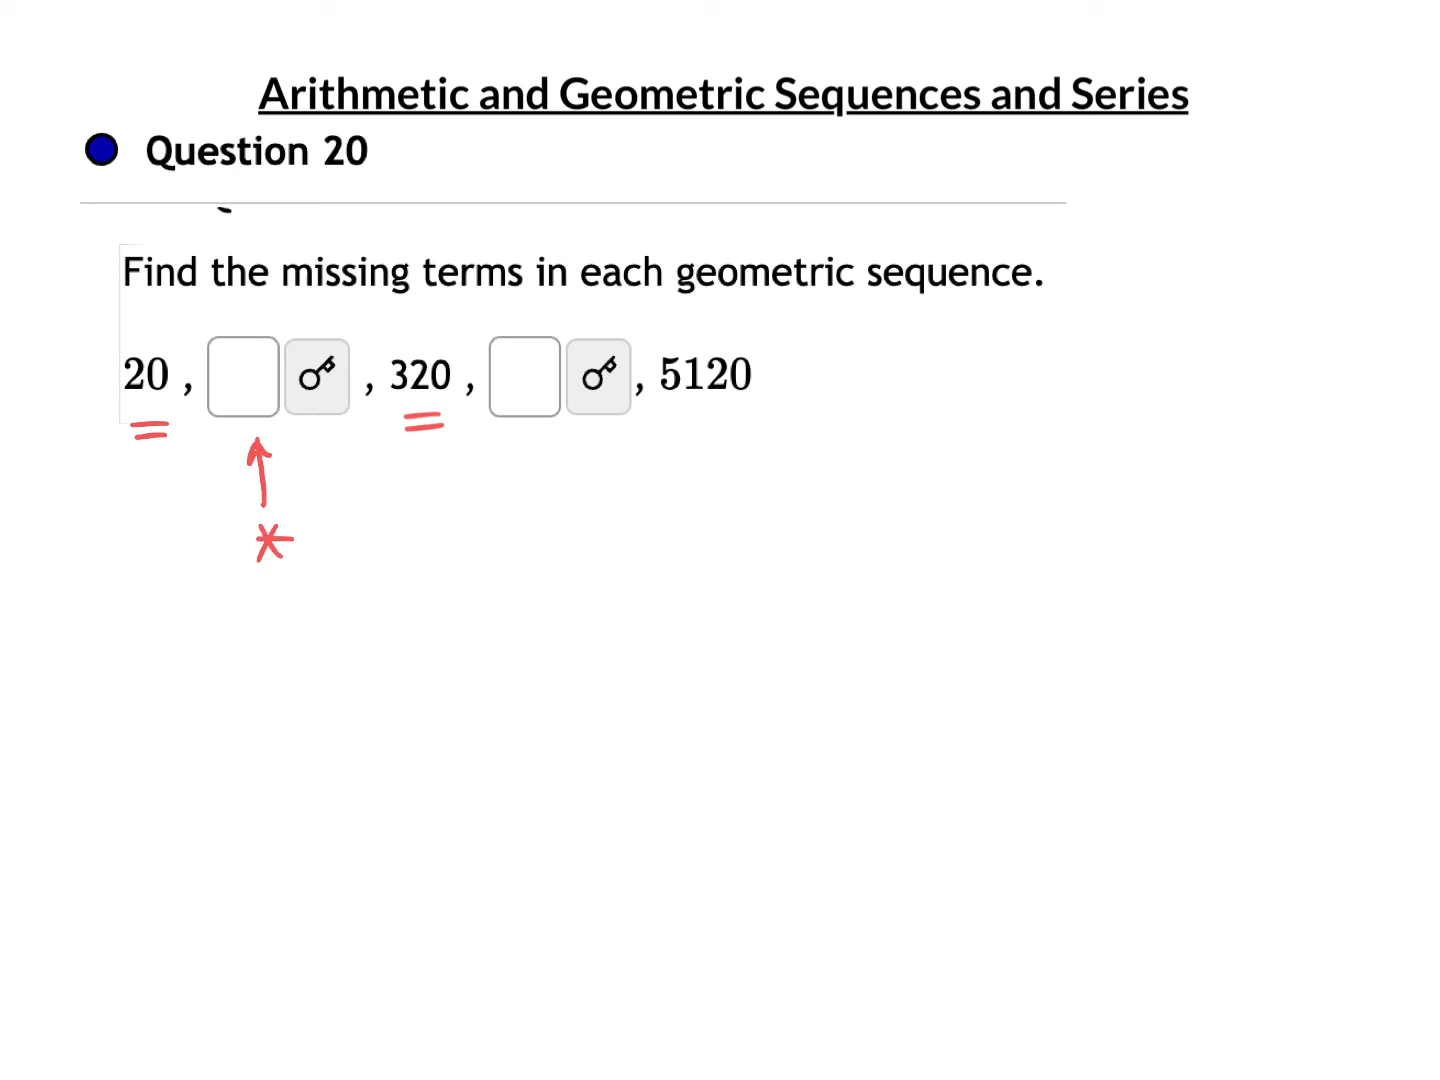 Arithmetic and Geometric Sequences and Series
Question 20
Find the missing terms in each geometric sequence.
20 , , 320 , , 5120
*